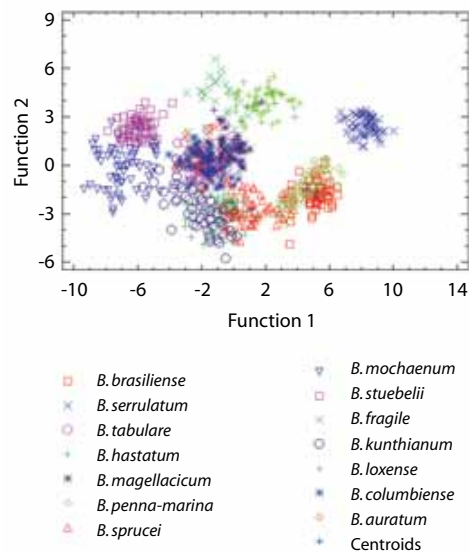 9
6
3
0
-3
-6
Function 2
-10 -6 -2 2 6 10 14
Function 1
B. brasiliense
B. serrulatum
B. tabulare
B. hastatum
B. magellacicum
B. penna-marina
B. sprucei
B. mochaenum
B. stuebelii
B. fragile
B. kunthianum
B. loxense
B. columbiense
B. auratum
Centroids